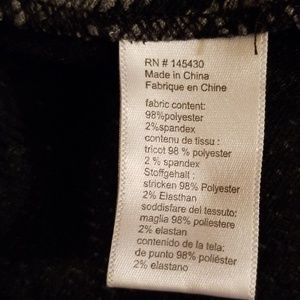 RN # 145430
Made in China
Fabrique en Chine
fabric content:
98%polyester
2%spandex
contenu de tissu :
tricot 98 % polyester
2 % spandex
Stoffgehalt :
stricken 98% Polyester
2% Elasthan
soddisfare del tessuto:
maglia 98% poliestere
2% elastan
contenido de la tela:
de punto 98% poliéster
2% elastano